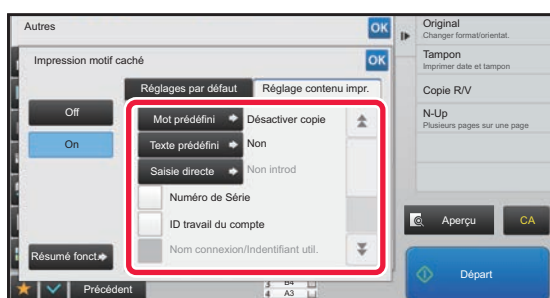 Autres
OK
Impression motif caché
OK
Réglages par défaut
Réglage contenu impr.
Off
On
Mot prédéfini
Désactiver copie
Texte prédéfini
Non
Saisie directe
Non introd
Numéro de Série
ID travail du compte
Nom connexion/Indentifiant util.
Résumé fonct.
Précédent
3 B4
4 A3
Original
Changer format/orientat.
Tampon
Imprimer date et tampon
Copie R/V
N-Up
Plusieurs pages sur une page
Aperçu
CA
Départ